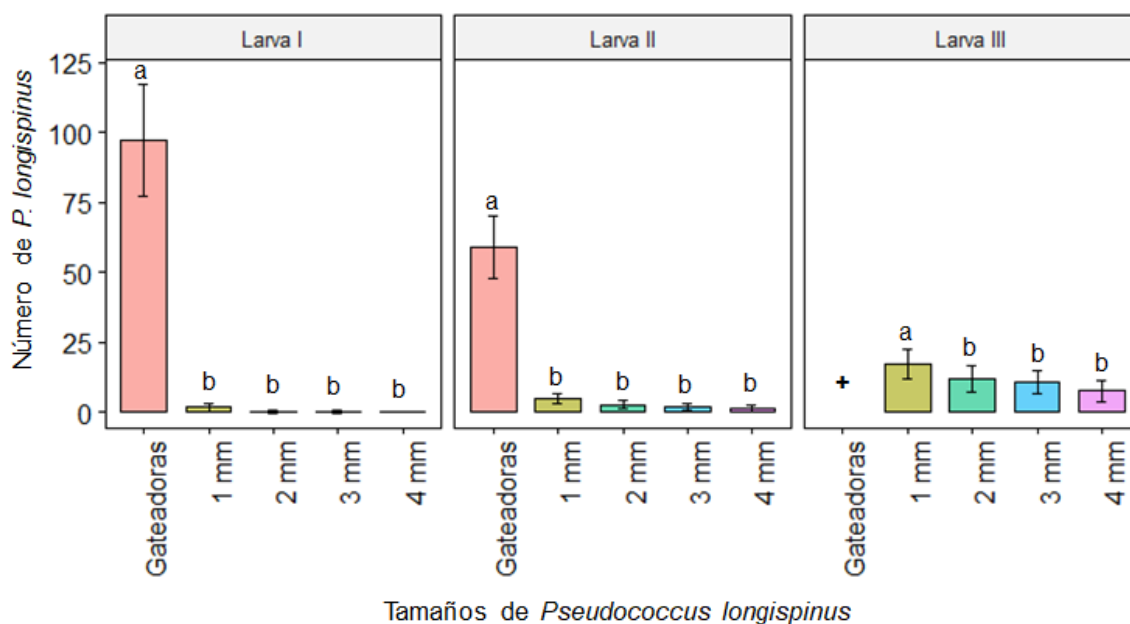 Larva I
Larva II
Larva III
Número de P. longispinus
125
100
75
50
25
0
a
b
b
b
b
a
b
b
b
b
+
a
b
b
b
Gateadoras
1 mm
2 mm
3 mm
4 mm
Gateadoras
1 mm
2 mm
3 mm
4 mm
Gateadoras
1 mm
2 mm
3 mm
4 mm
Tamaños de Pseudococcus longispinus